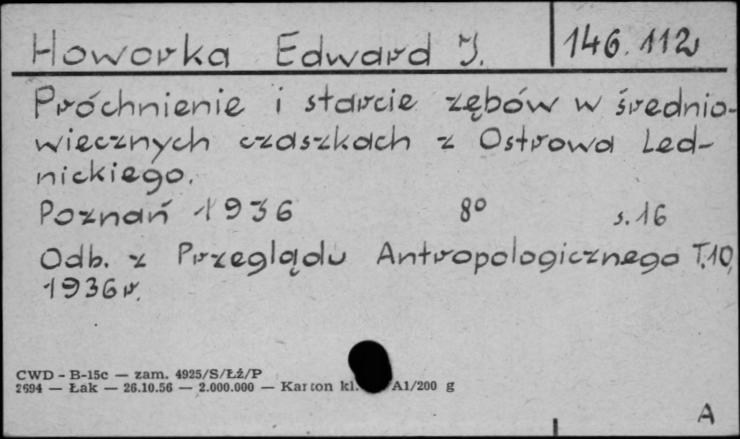 Howorka Edward J. 146.112
Próchnienie i starcie zębów w średnio-
wiecznych czaszkach z Ostrowa Led-
nickiego.
Poznań 1936 8° s. 16
Odb. z Przeglądu Antropologicznego T.10,
1936r.
CWD - B-15c — zam. 4925/S/Łź/P
2694 — Łak — 26.10.56 — 2.000.000 — Karton kl. A1/200 g
A